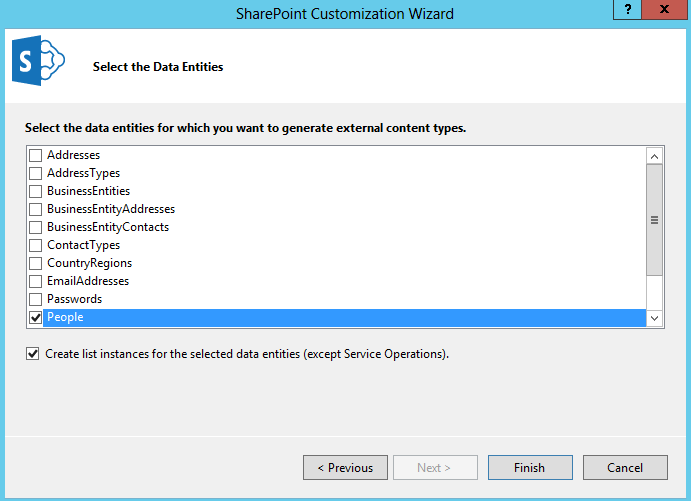 SharePoint Customization Wizard
? x
S
Select the Data Entities
Select the data entities for which you want to generate external content types.
Addresses
AddressTypes
BusinessEntities
BusinessEntityAddresses
BusinessEntityContacts
ContactTypes
CountryRegions
EmailAddresses
Passwords
People
Create list instances for the selected data entities (except Service Operations).
< Previous Next > Finish Cancel